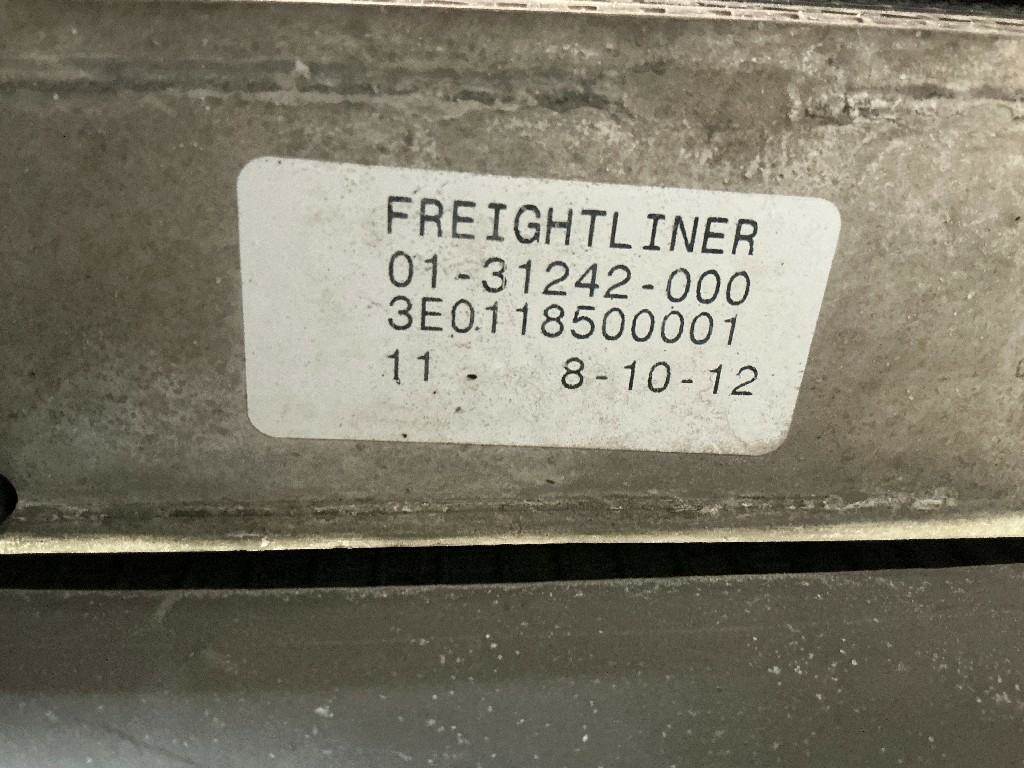 FREIGHTLINER
01-31242-000
3E0118500001
11 . 8-10-12